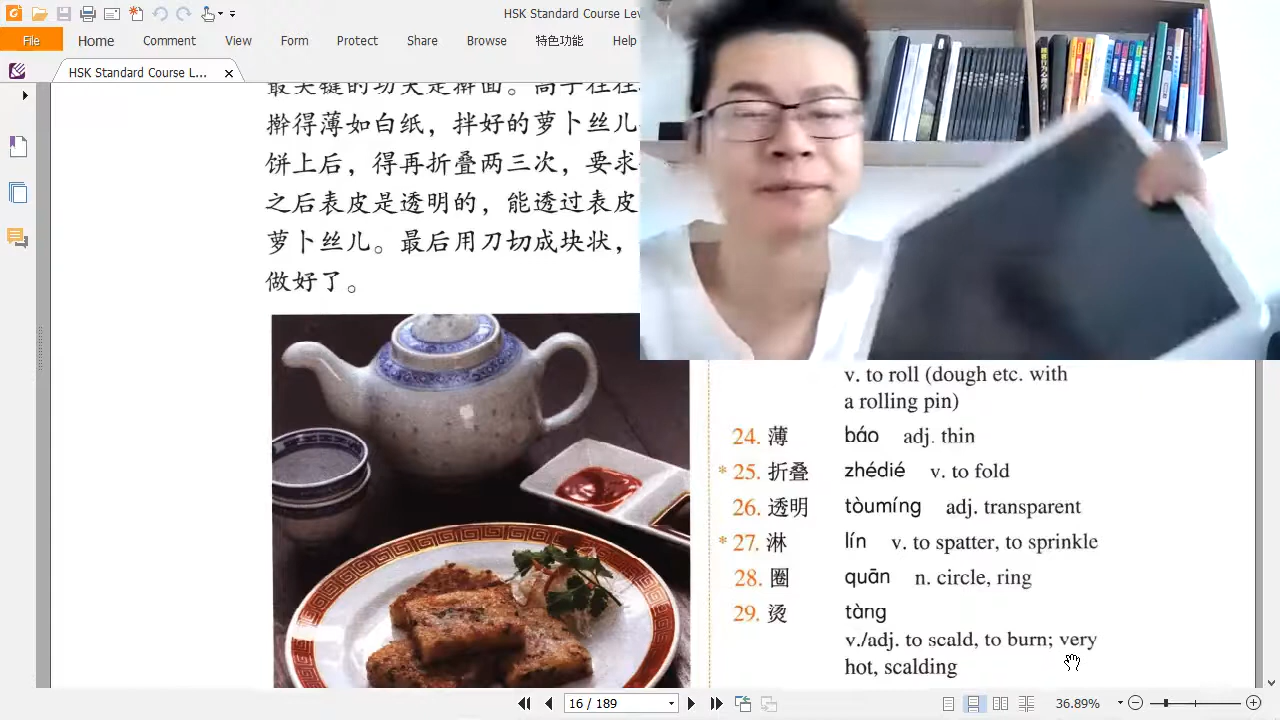 HSK Standard Course Lev
File
Home
Comment
View
Form
Protect
Share
Browse
特色功能
Help
HSK Standard Course L...
最关键的功夫是擀面。高手往往
擀得薄如白纸，拌好的萝卜丝儿
饼上后，得再折叠两三次，要求
之后表皮是透明的，能透过表皮
萝卜丝儿。最后用刀切成块状，
做好了。
v. to roll (dough etc. with
a rolling pin)
24. 薄 báo adj. thin
* 25. 折叠 zhédié v. to fold
26. 透明 tòumíng adj. transparent
* 27. 淋 lín v. to spatter, to sprinkle
28. 圈 quān n. circle, ring
29. 烫 tàng
v./adj. to scald, to burn; very
hot, scalding
16 / 189
36.89%